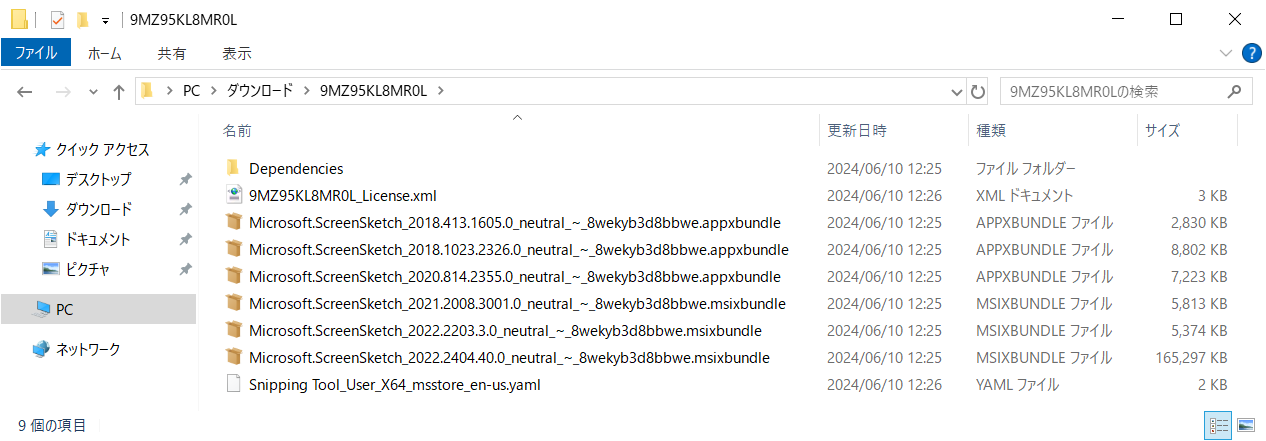 9MZ95KL8MR0L
ファイル ホーム 共有 表示
PC ダウンロード 9MZ95KL8MR0L 9MZ95KL8MR0Lの検索
名前 更新日時 種類 サイズ
クイック アクセス
デスクトップ
ダウンロード
ドキュメント
ピクチャ
PC
ネットワーク
Dependencies 2024/06/10 12:25 ファイル フォルダー
9MZ95KL8MR0L_License.xml 2024/06/10 12:26 XML ドキュメント 3 KB
Microsoft.ScreenSketch_2018.413.1605.0_neutral_~_8wekyb3d8bbwe.appxbundle 2024/06/10 12:25 APPXBUNDLE ファイル 2,830 KB
Microsoft.ScreenSketch_2018.1023.2326.0_neutral_~_8wekyb3d8bbwe.appxbundle 2024/06/10 12:25 APPXBUNDLE ファイル 8,802 KB
Microsoft.ScreenSketch_2020.814.2355.0_neutral_~_8wekyb3d8bbwe.appxbundle 2024/06/10 12:25 APPXBUNDLE ファイル 7,223 KB
Microsoft.ScreenSketch_2021.2008.3001.0_neutral_~_8wekyb3d8bbwe.msixbundle 2024/06/10 12:25 MSIXBUNDLE ファイル 5,813 KB
Microsoft.ScreenSketch_2022.2203.3.0_neutral_~_8wekyb3d8bbwe.msixbundle 2024/06/10 12:25 MSIXBUNDLE ファイル 5,374 KB
Microsoft.ScreenSketch_2022.2404.40.0_neutral_~_8wekyb3d8bbwe.msixbundle 2024/06/10 12:25 MSIXBUNDLE ファイル 165,297 KB
Snipping Tool_User_X64_msstore_en-us.yaml 2024/06/10 12:26 YAML ファイル 2 KB
9 個の項目